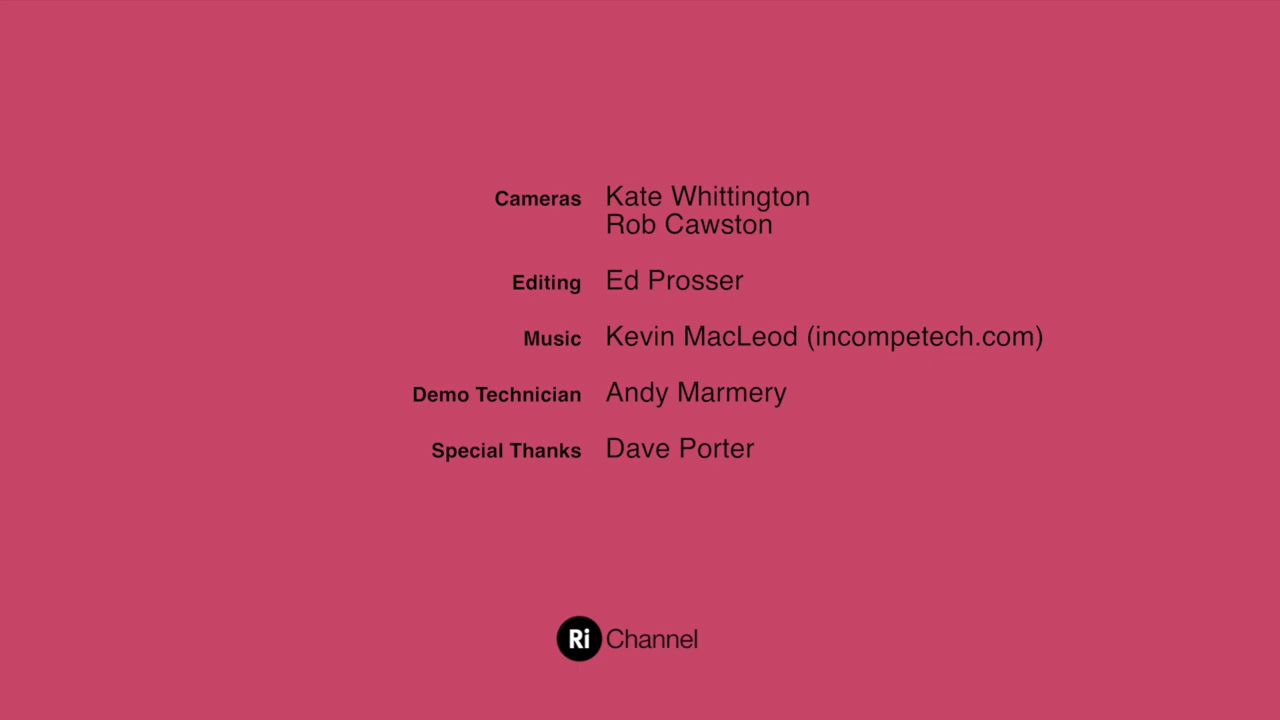 Cameras Kate Whittington
Rob Cawston
Editing Ed Prosser
Music Kevin MacLeod (incompetech.com)
Demo Technician Andy Marmery
Special Thanks Dave Porter
Ri Channel